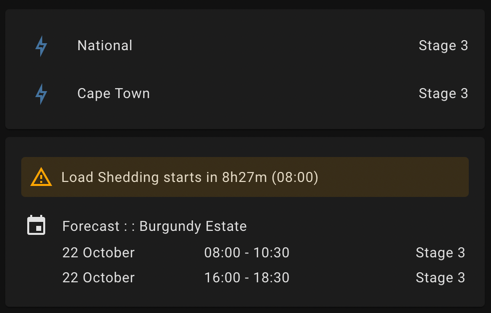 National Stage 3
Cape Town Stage 3
Load Shedding starts in 8h27m (08:00)
Forecast : : Burgundy Estate
22 October 08:00 - 10:30 Stage 3
22 October 16:00 - 18:30 Stage 3